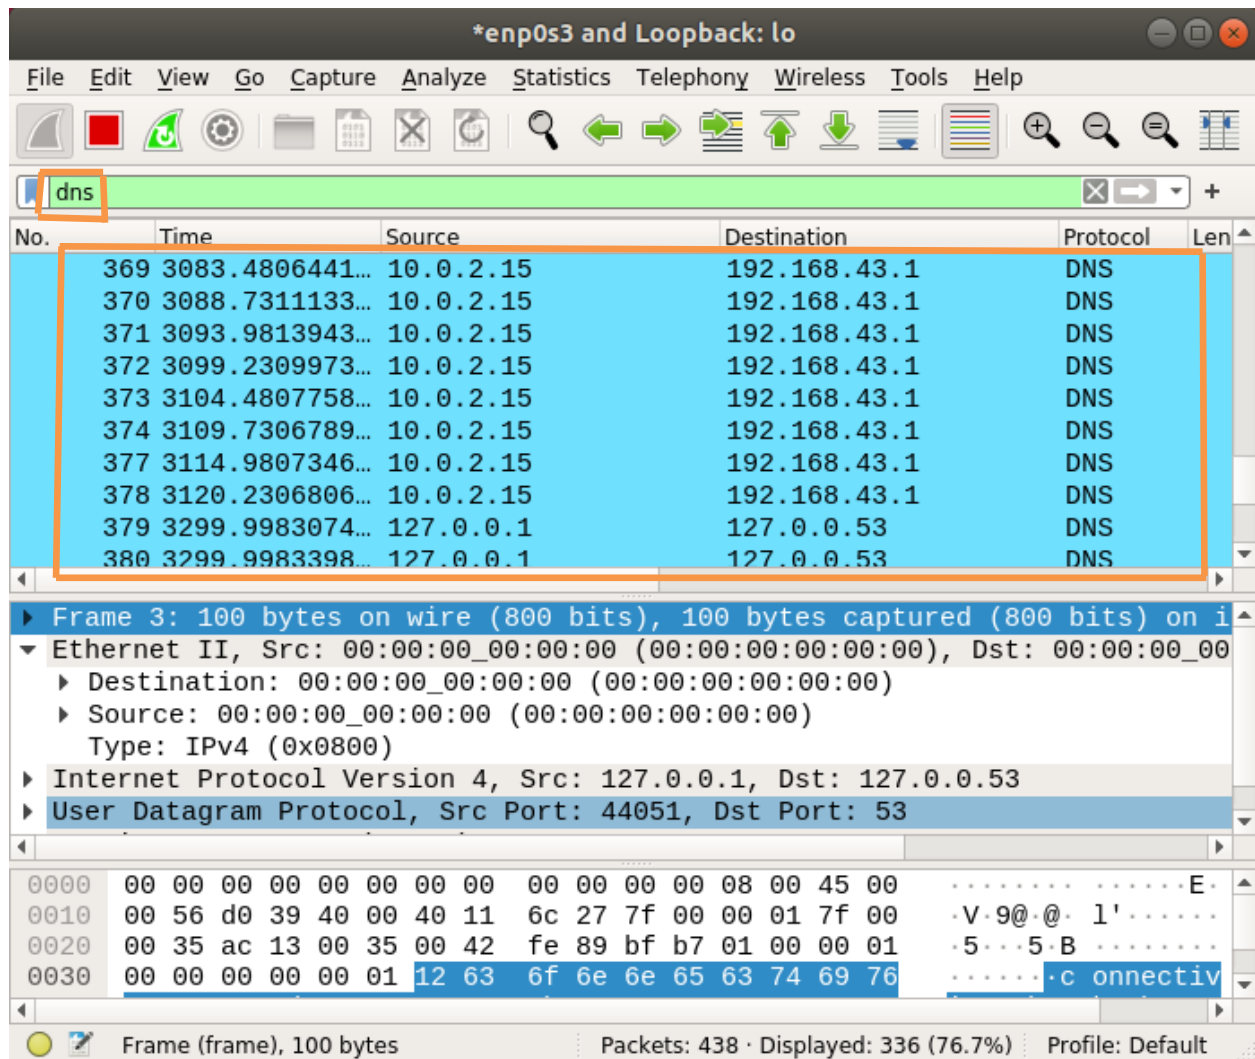 *enp0s3 and Loopback: lo
File Edit View Go Capture Analyze Statistics Telephony Wireless Tools Help
dns
No. Time Source Destination Protocol Len
369 3083.4806441… 10.0.2.15 192.168.43.1 DNS
370 3088.7311133… 10.0.2.15 192.168.43.1 DNS
371 3093.9813943… 10.0.2.15 192.168.43.1 DNS
372 3099.2309973… 10.0.2.15 192.168.43.1 DNS
373 3104.4807758… 10.0.2.15 192.168.43.1 DNS
374 3109.7306789… 10.0.2.15 192.168.43.1 DNS
377 3114.9807346… 10.0.2.15 192.168.43.1 DNS
378 3120.2306806… 10.0.2.15 192.168.43.1 DNS
379 3299.9983074… 127.0.0.1 127.0.0.53 DNS
380 3299.9983398… 127.0.0.1 127.0.0.53 DNS
Frame 3: 100 bytes on wire (800 bits), 100 bytes captured (800 bits) on i
Ethernet II, Src: 00:00:00_00:00:00 (00:00:00:00:00:00), Dst: 00:00:00_00
Destination: 00:00:00_00:00:00 (00:00:00:00:00:00)
Source: 00:00:00_00:00:00 (00:00:00:00:00:00)
Type: IPv4 (0x0800)
Internet Protocol Version 4, Src: 127.0.0.1, Dst: 127.0.0.53
User Datagram Protocol, Src Port: 44051, Dst Port: 53
0000 00 00 00 00 00 00 00 00 00 00 00 00 08 00 45 00 ········ ······E·
0010 00 56 d0 39 40 00 40 11 6c 27 7f 00 00 01 7f 00 ·V·9@·@· l'······
0020 00 35 ac 13 00 35 00 42 fe 89 bf b7 01 00 00 01 ·5···5·B ········
0030 00 00 00 00 00 01 12 63 6f 6e 6e 65 63 74 69 76 ·······c onnectiv
Frame (frame), 100 bytes Packets: 438 · Displayed: 336 (76.7%) Profile: Default